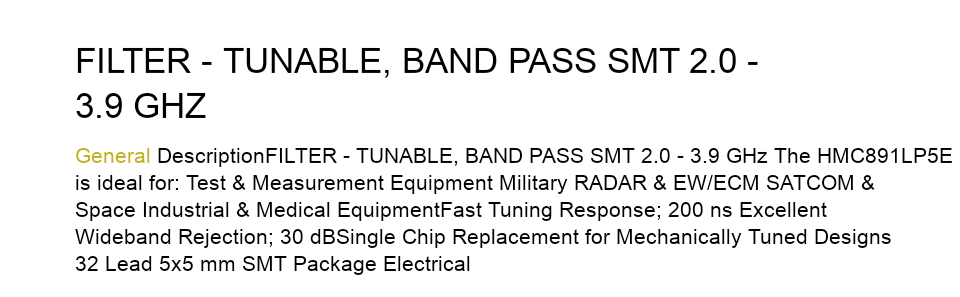 FILTER - TUNABLE, BAND PASS SMT 2.0 -
3.9 GHZ
General DescriptionFILTER - TUNABLE, BAND PASS SMT 2.0 - 3.9 GHz The HMC891LP5E
is ideal for: Test & Measurement Equipment Military RADAR & EW/ECM SATCOM &
Space Industrial & Medical EquipmentFast Tuning Response; 200 ns Excellent
Wideband Rejection; 30 dBSingle Chip Replacement for Mechanically Tuned Designs
32 Lead 5x5 mm SMT Package Electrical